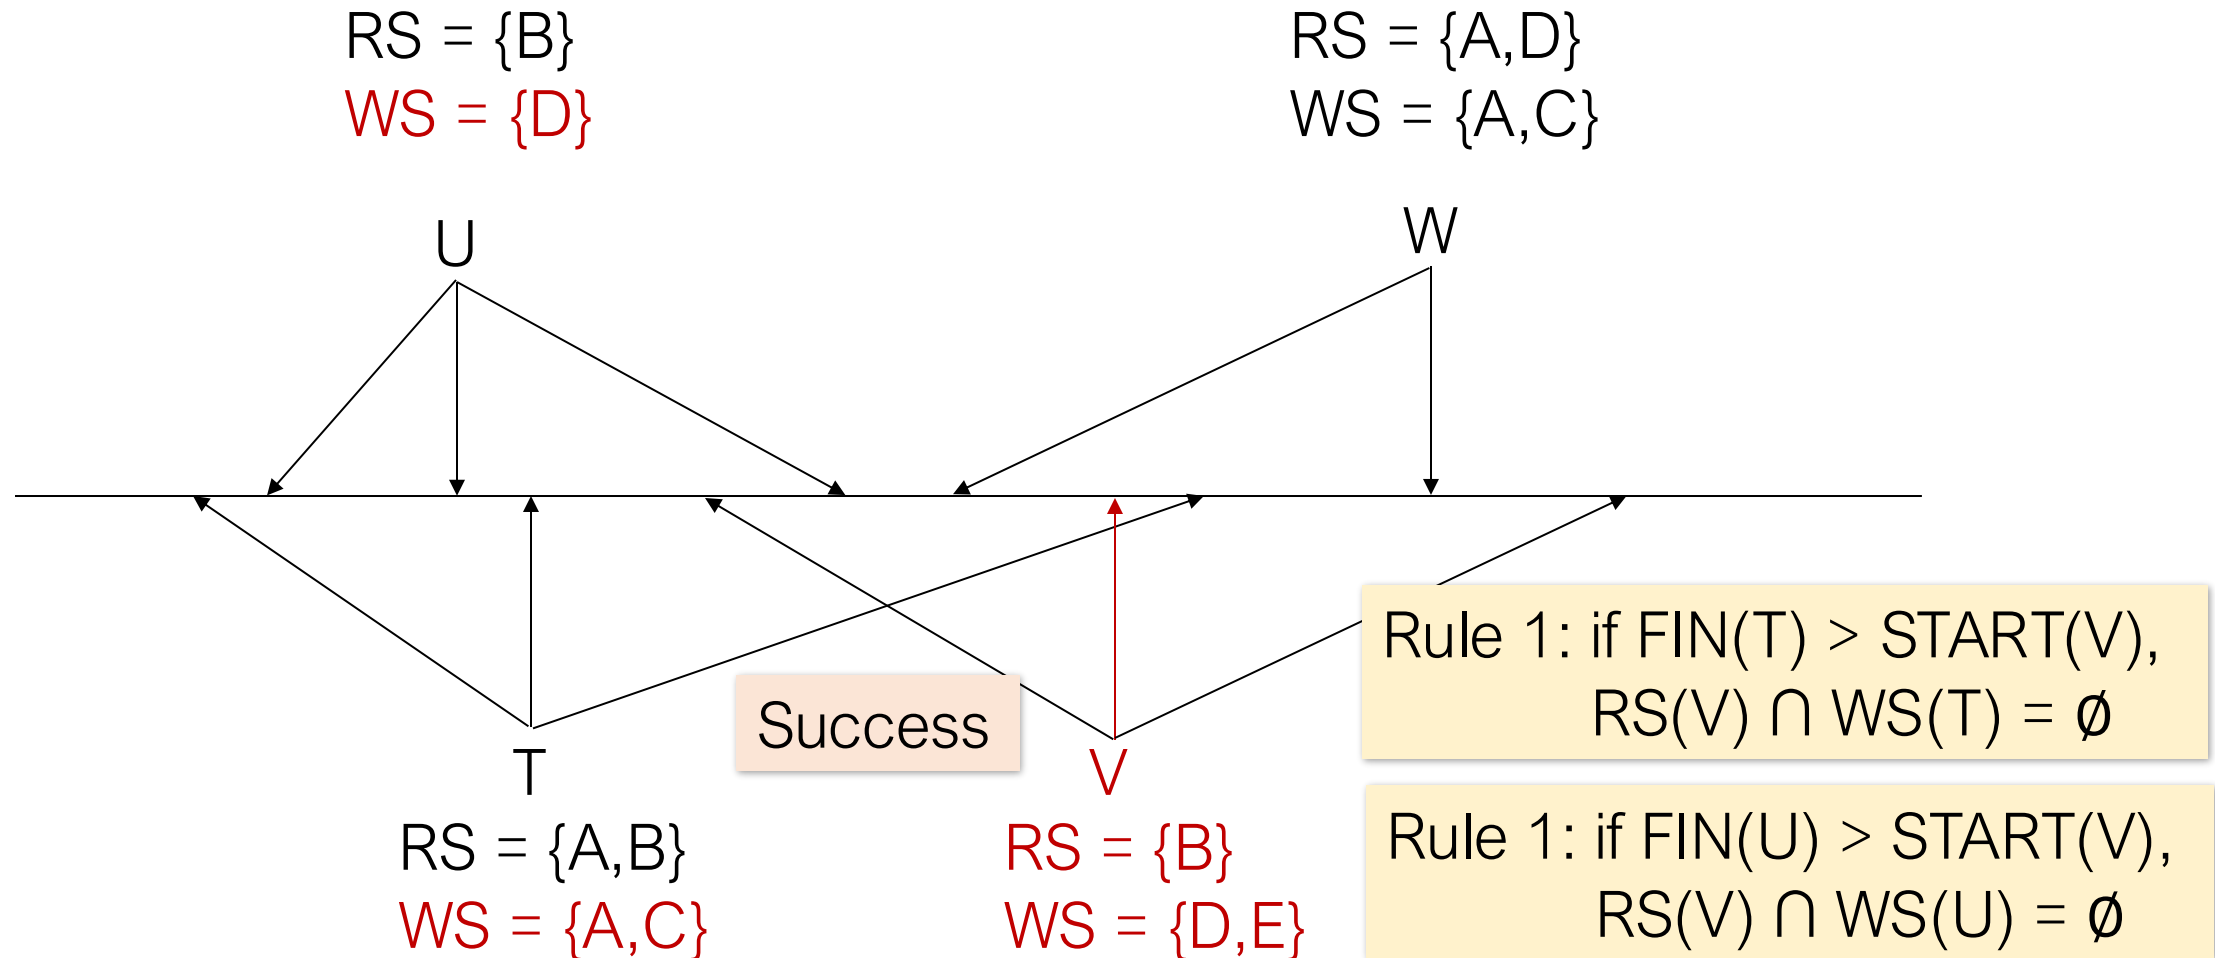 RS = {B}
WS = {D}
RS = {A,D}
WS = {A,C}
U
W
Success
T
RS = {A,B}
WS = {A,C}
V
RS = {B}
WS = {D,E}
Rule 1: if FIN(T) > START(V),
RS(V) ∩ WS(T) = ∅
Rule 1: if FIN(U) > START(V),
RS(V) ∩ WS(U) = ∅